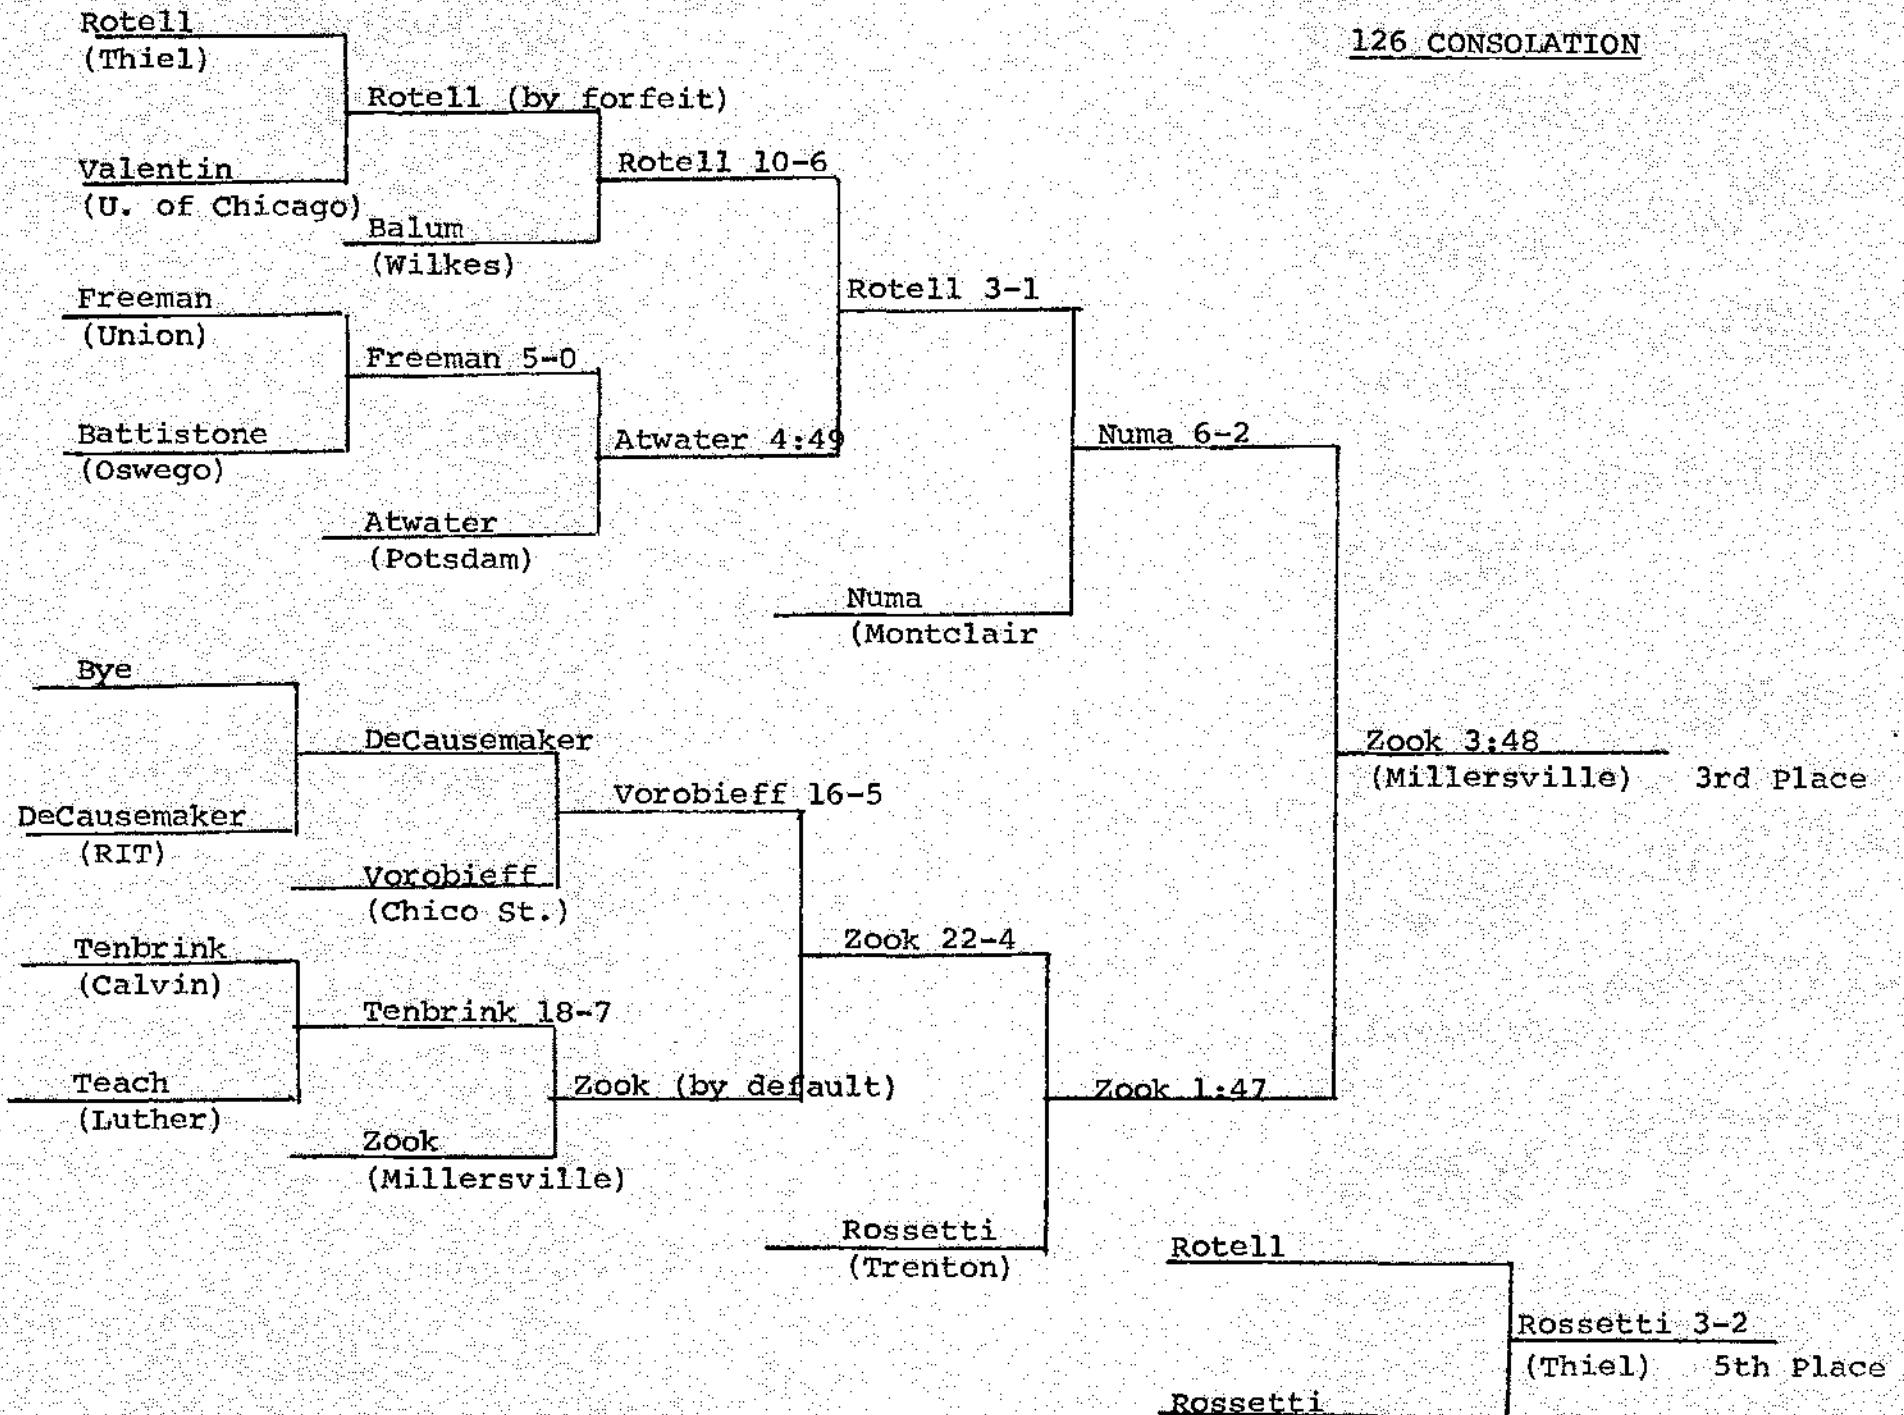 126 CONSOLATION
Rotell
(Thiel)
Rotell (by forfeit)
Valentin
(U. of Chicago)
Rotell 10-6
Balum
(Wilkes)
Rotell 3-1
Freeman
(Union)
Freeman 5-0
Battistone
(Oswego)
Atwater 4:49
Numa 6-2
Atwater
(Potsdam)
Numa
(Montclair
Bye
DeCausemaker
DeCausemaker
(RIT)
Vorobieff 16-5
Zook 3:48
(Millersville) 3rd Place
Vorobieff
(Chico St.)
Tenbrink
(Calvin)
Zook 22-4
Tenbrink 18-7
Teach
(Luther)
Zook (by default)
Zook 1:47
Zook
(Millersville)
Rossetti
(Trenton)
Rotell
Rossetti 3-2
(Thiel) 5th Place
Rossetti